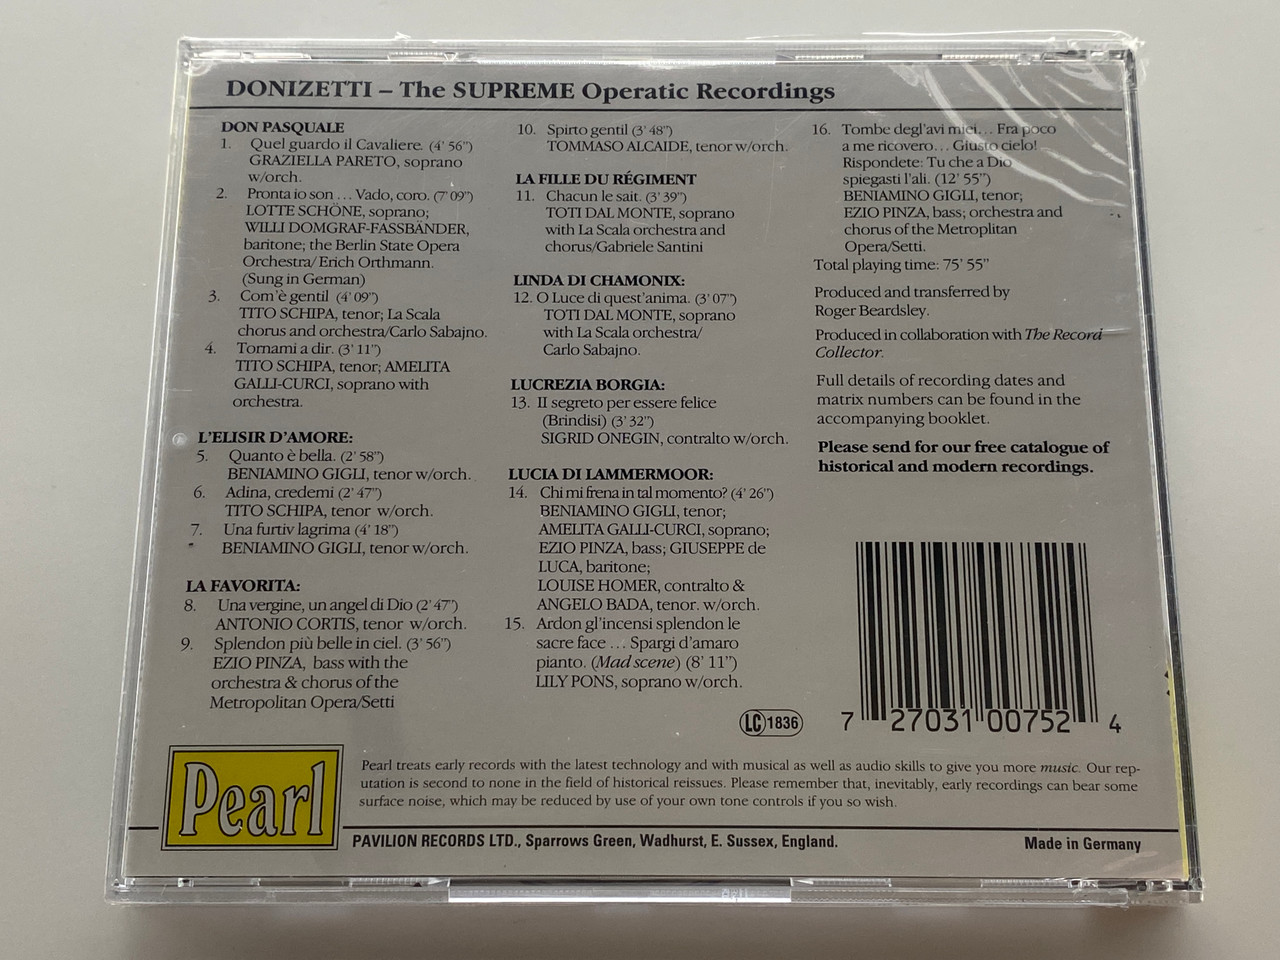 DONIZETTI – The SUPREME Operatic Recordings
DON PASQUALE
1. Quel guardo il Cavaliere. (4' 56")
GRAZIELLA PARETO, soprano
w/orch.
2. Pronta io son ... Vado, coro. (7' 09")
LOTTE SCHÖNE, soprano;
WILLI DOMGRAF-FASSBÄNDER,
baritone; the Berlin State Opera
Orchestra/Erich Orthmann.
(Sung in German)
3. Com'è gentil (4' 09")
TITO SCHIPA, tenor; La Scala
chorus and orchestra/Carlo Sabajno.
4. Tornami a dir. (3' 11")
TITO SCHIPA, tenor; AMELITA
GALLI-CURCI, soprano with
orchestra.
L'ELISIR D'AMORE:
5. Quanto è bella. (2' 58")
BENIAMINO GIGLI, tenor w/orch.
6. Adina, credemi (2' 47")
TITO SCHIPA, tenor w/orch.
7. Una furtiv lagrima (4' 18")
BENIAMINO GIGLI, tenor w/orch.
LA FAVORITA:
8. Una vergine, un angel di Dio (2' 47")
ANTONIO CORTIS, tenor w/orch.
9. Splendon più belle in ciel. (3' 56")
EZIO PINZA, bass with the
orchestra & chorus of the
Metropolitan Opera/Setti
10. Spirto gentil (3' 48")
TOMMASO ALCAIDE, tenor w/orch.
LA FILLE DU RÉGIMENT
11. Chacun le sait. (3' 39")
TOTI DAL MONTE, soprano
with La Scala orchestra and
chorus/Gabriele Santini
LINDA DI CHAMONIX:
12. O Luce di quest'anima. (3' 07")
TOTI DAL MONTE, soprano
with La Scala orchestra/
Carlo Sabajno.
LUCREZIA BORGIA:
13. II segreto per essere felice
(Brindisi) (3' 32")
SIGRID ONEGIN, contralto w/orch.
LUCIA DI LAMMERMOOR:
14. Chi mi frena in tal momento? (4' 26")
BENIAMINO GIGLI, tenor;
AMELITA GALLI-CURCI, soprano;
EZIO PINZA, bass; GIUSEPPE de
LUCA, baritone;
LOUISE HOMER, contralto &
ANGELO BADA, tenor. w/orch.
15. Ardon gl'incensi splendon le
sacre face ... Spargi d'amaro
pianto. (Mad scene) (8' 11")
LILY PONS, soprano w/orch.
16. Tombe degl'avi miei... Fra poco
a me ricovero... Giusto cielo!
Rispondete: Tu che a Dio
spiegasti l'ali. (12' 55")
BENIAMINO GIGLI, tenor;
EZIO PINZA, bass; orchestra and
chorus of the Metroplitan
Opera/Setti.
Total playing time: 75' 55"
Produced and transferred by
Roger Beardsley.
Produced in collaboration with The Record
Collector.
Full details of recording dates and
matrix numbers can be found in the
accompanying booklet.
Please send for our free catalogue of
historical and modern recordings.
LC 1836
7 27031 00752 4
Pearl
Pearl treats early records with the latest technology and with musical as well as audio skills to give you more music. Our rep-
utation is second to none in the field of historical reissues. Please remember that, inevitably, early recordings can bear some
surface noise, which may be reduced by use of your own tone controls if you so wish.
PAVILION RECORDS LTD., Sparrows Green, Wadhurst, E. Sussex, England.
Made in Germany